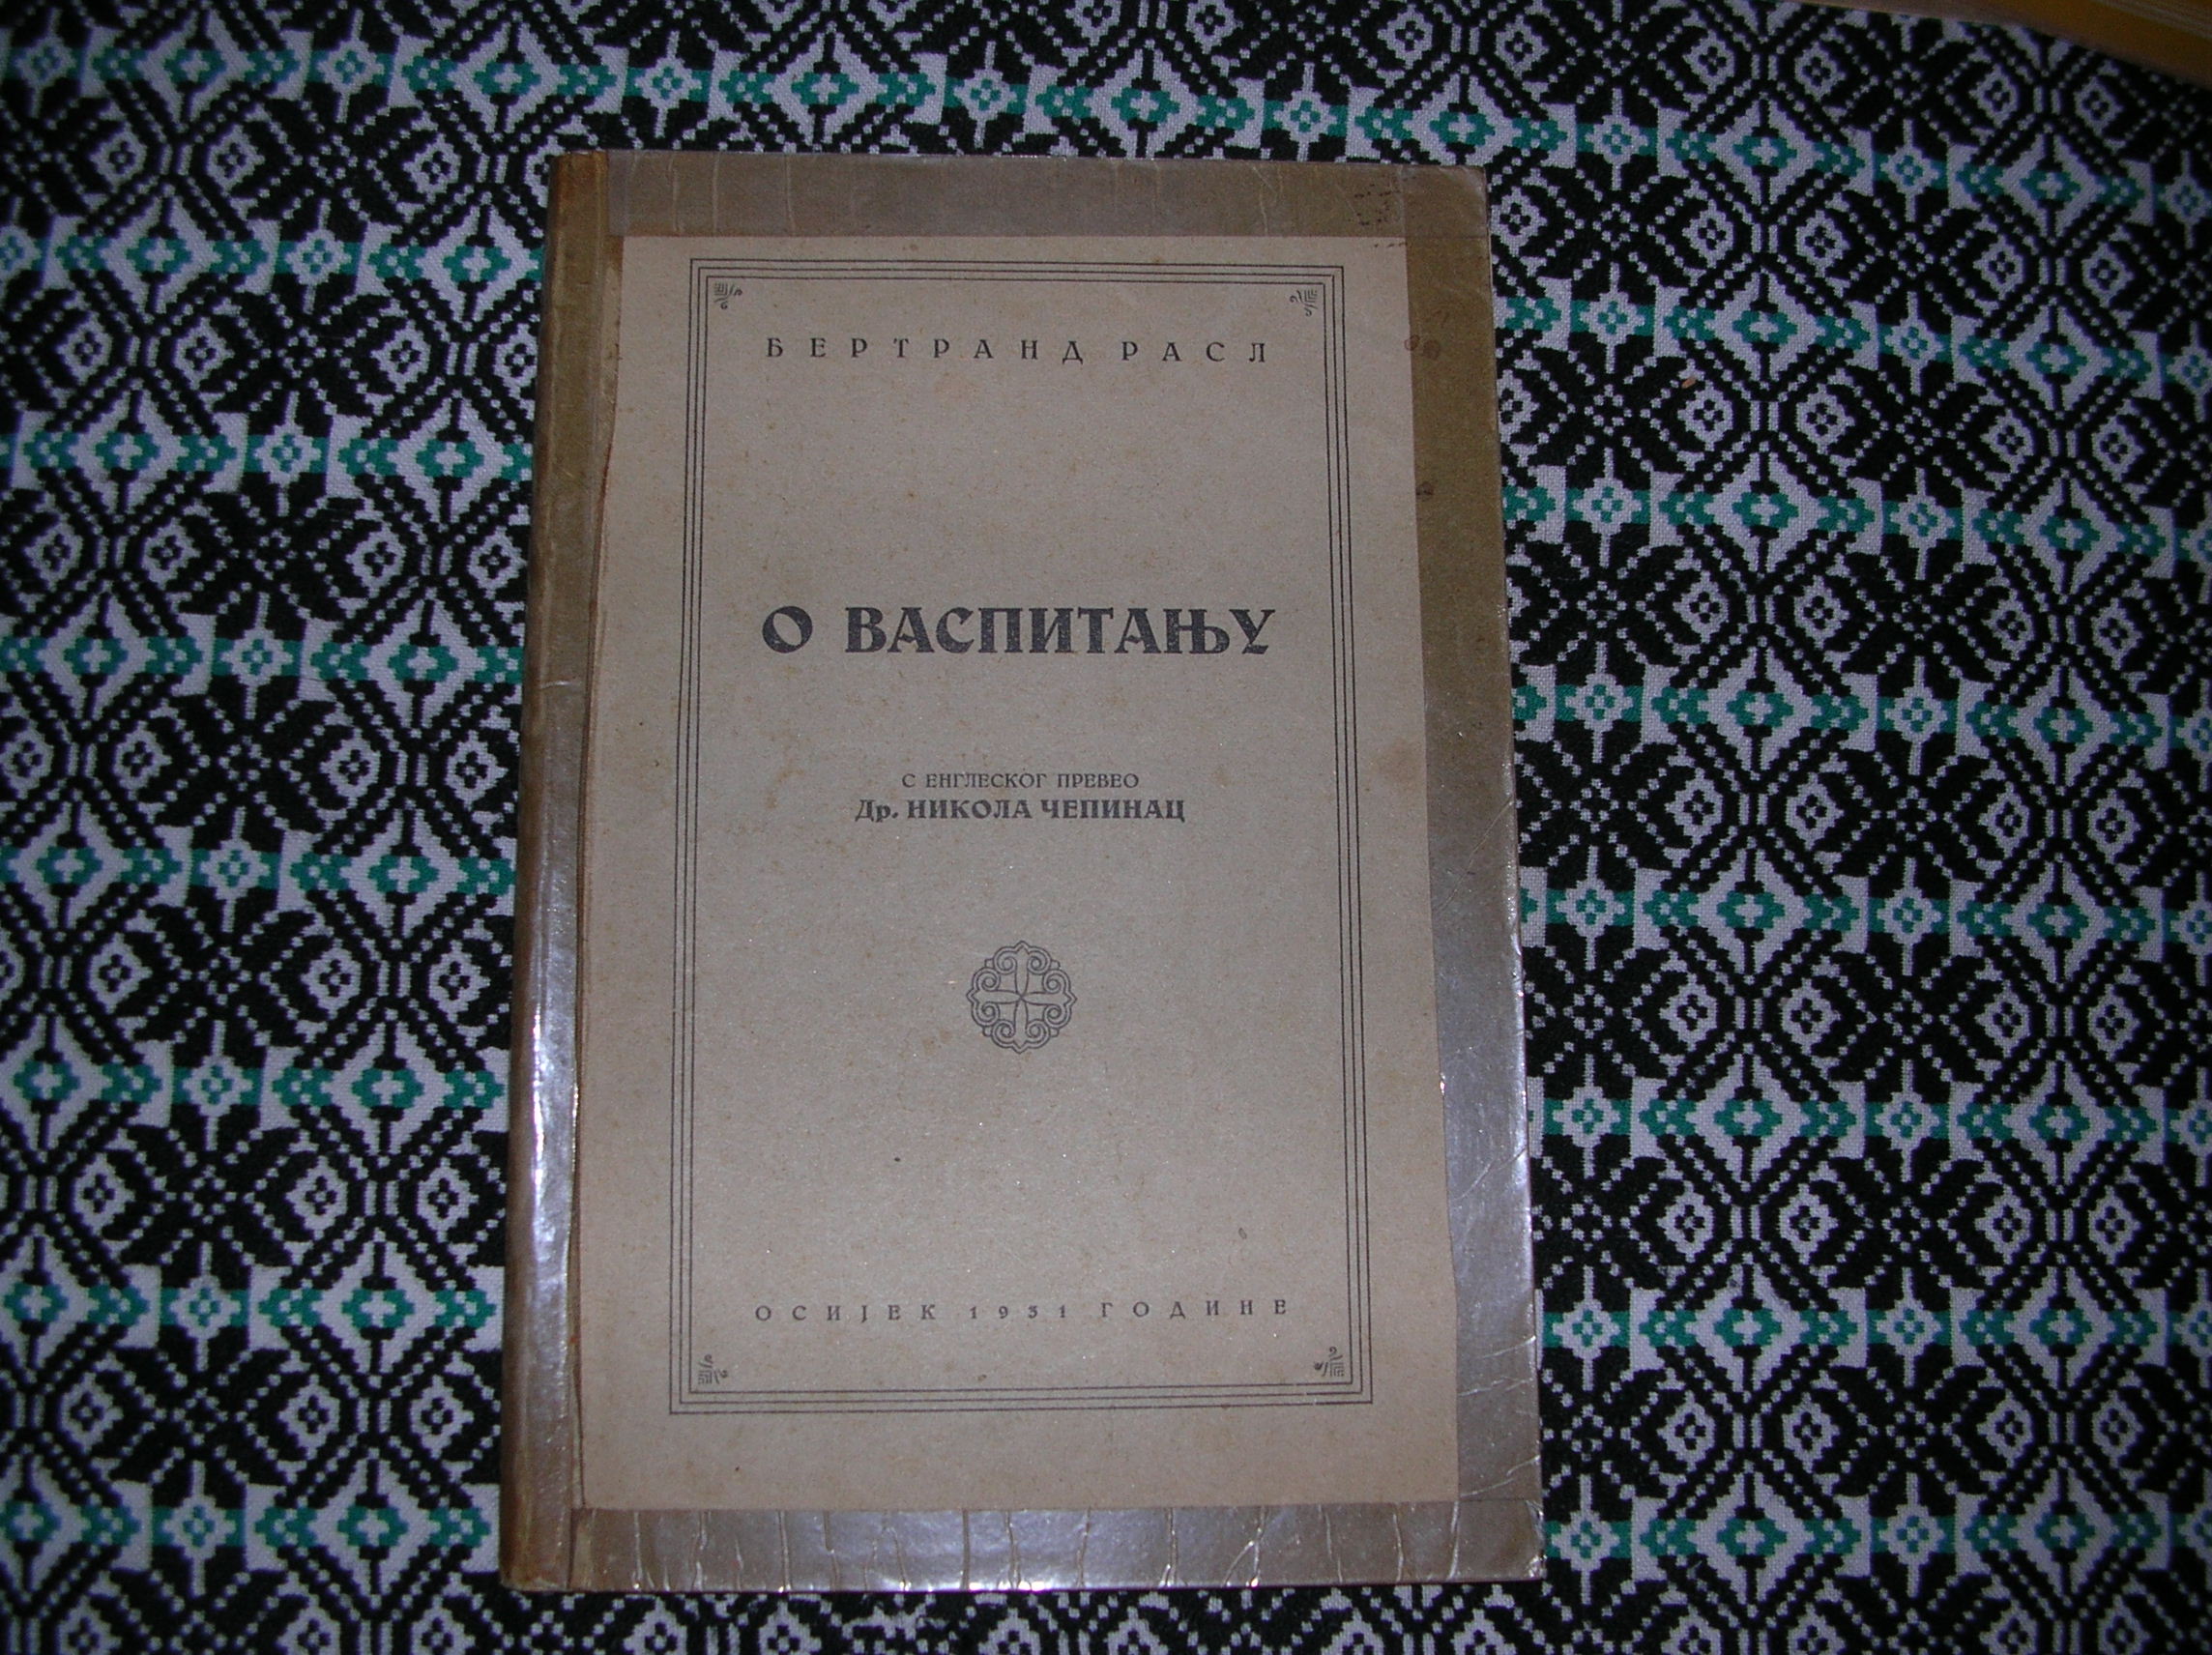 БЕРТРАНД РАСЛ
О ВАСПИТАЊУ
С ЕНГЛЕСКОГ ПРЕВЕО
Др. НИКОЛА ЧЕПИНАЦ
ОСИЈЕК 1931 ГОДИНЕ